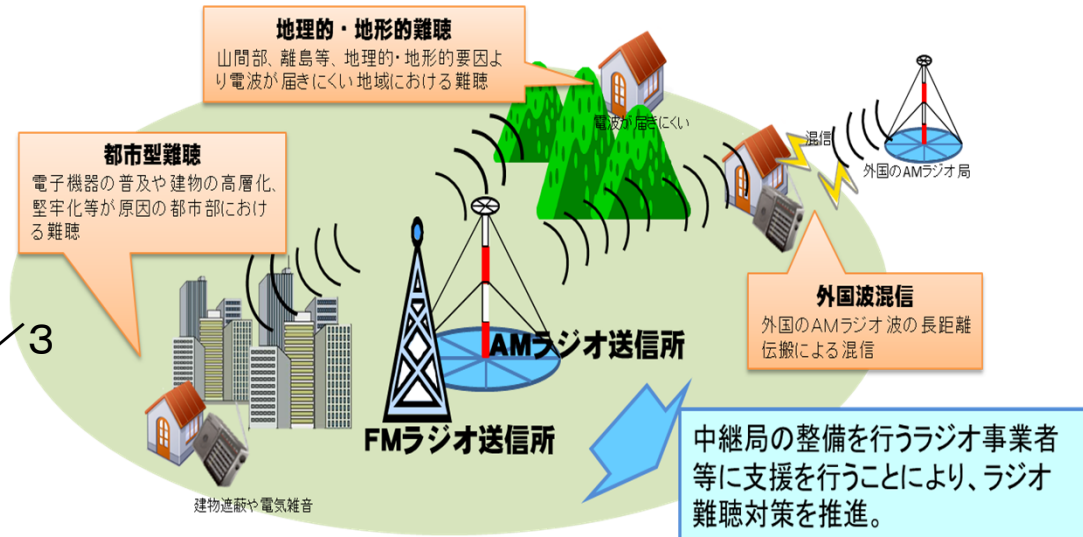 地理的・地形的難聴
山間部、離島等、地理的・地形的要因よ
り電波が届きにくい地域における難聴
電波が届きにくい
混信
外国のAMラジオ局
都市型難聴
電子機器の普及や建物の高層化、
堅牢化等が原因の都市部におけ
る難聴
外国波混信
外国のAMラジオ波の長距離
伝搬による混信
／3
AMラジオ送信所
FMラジオ送信所
建物遮蔽や電気雑音
中継局の整備を行うラジオ事業者
等に支援を行うことにより、ラジオ
難聴対策を推進。